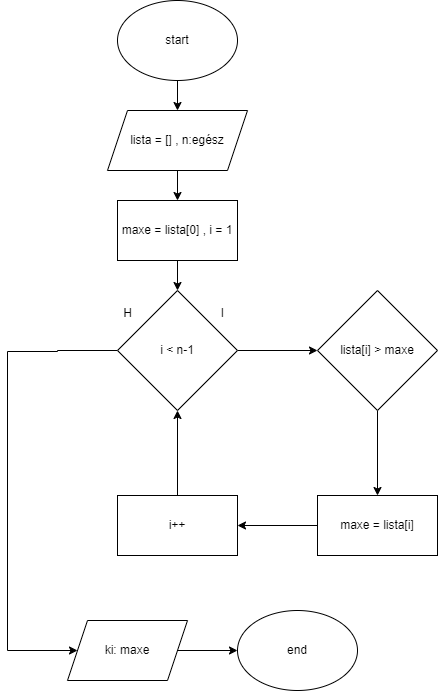 start
lista = [] , n:egész
maxe = lista[0] , i = 1
H
I
i < n-1
lista[i] > maxe
i++
maxe = lista[i]
ki: maxe
end